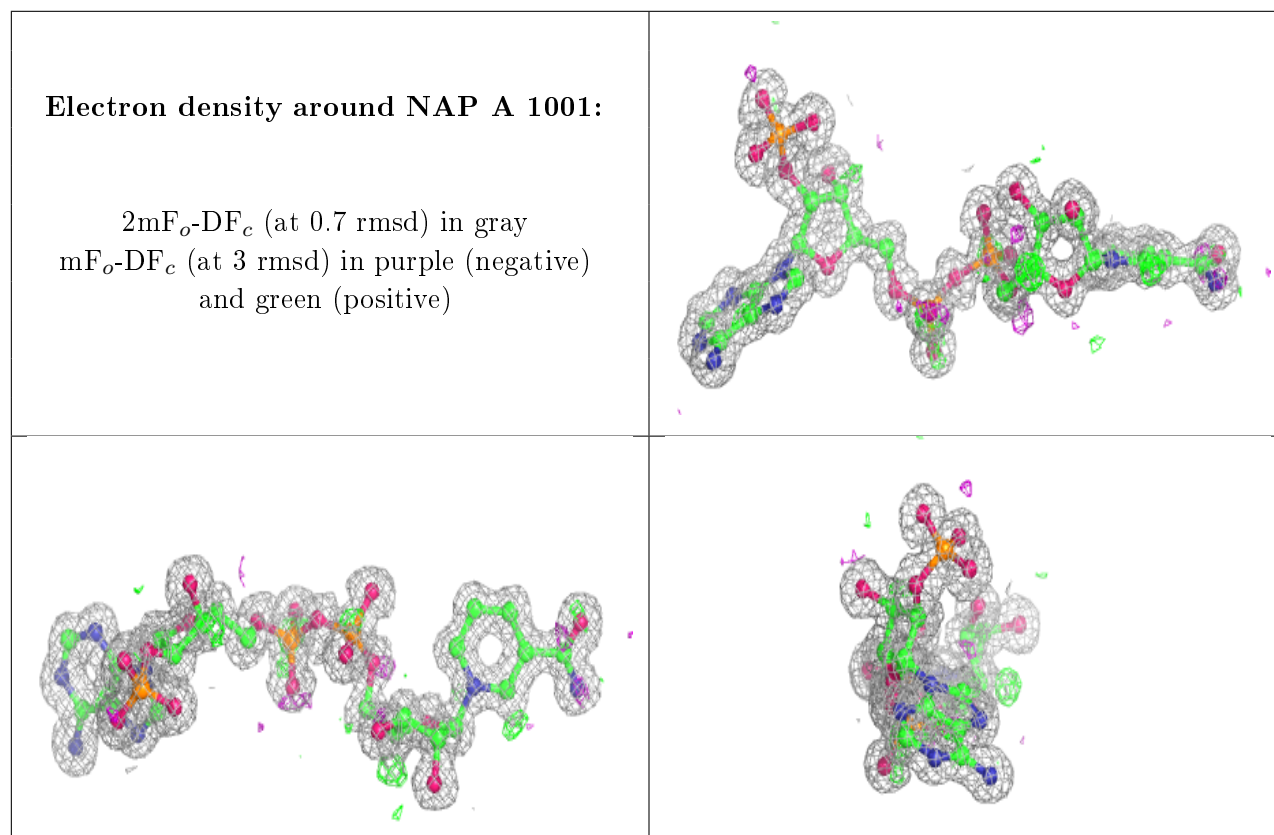 Electron density around NAP A 1001:
2mFo-DFc (at 0.7 rmsd) in gray
mFo-DFc (at 3 rmsd) in purple (negative)
and green (positive)